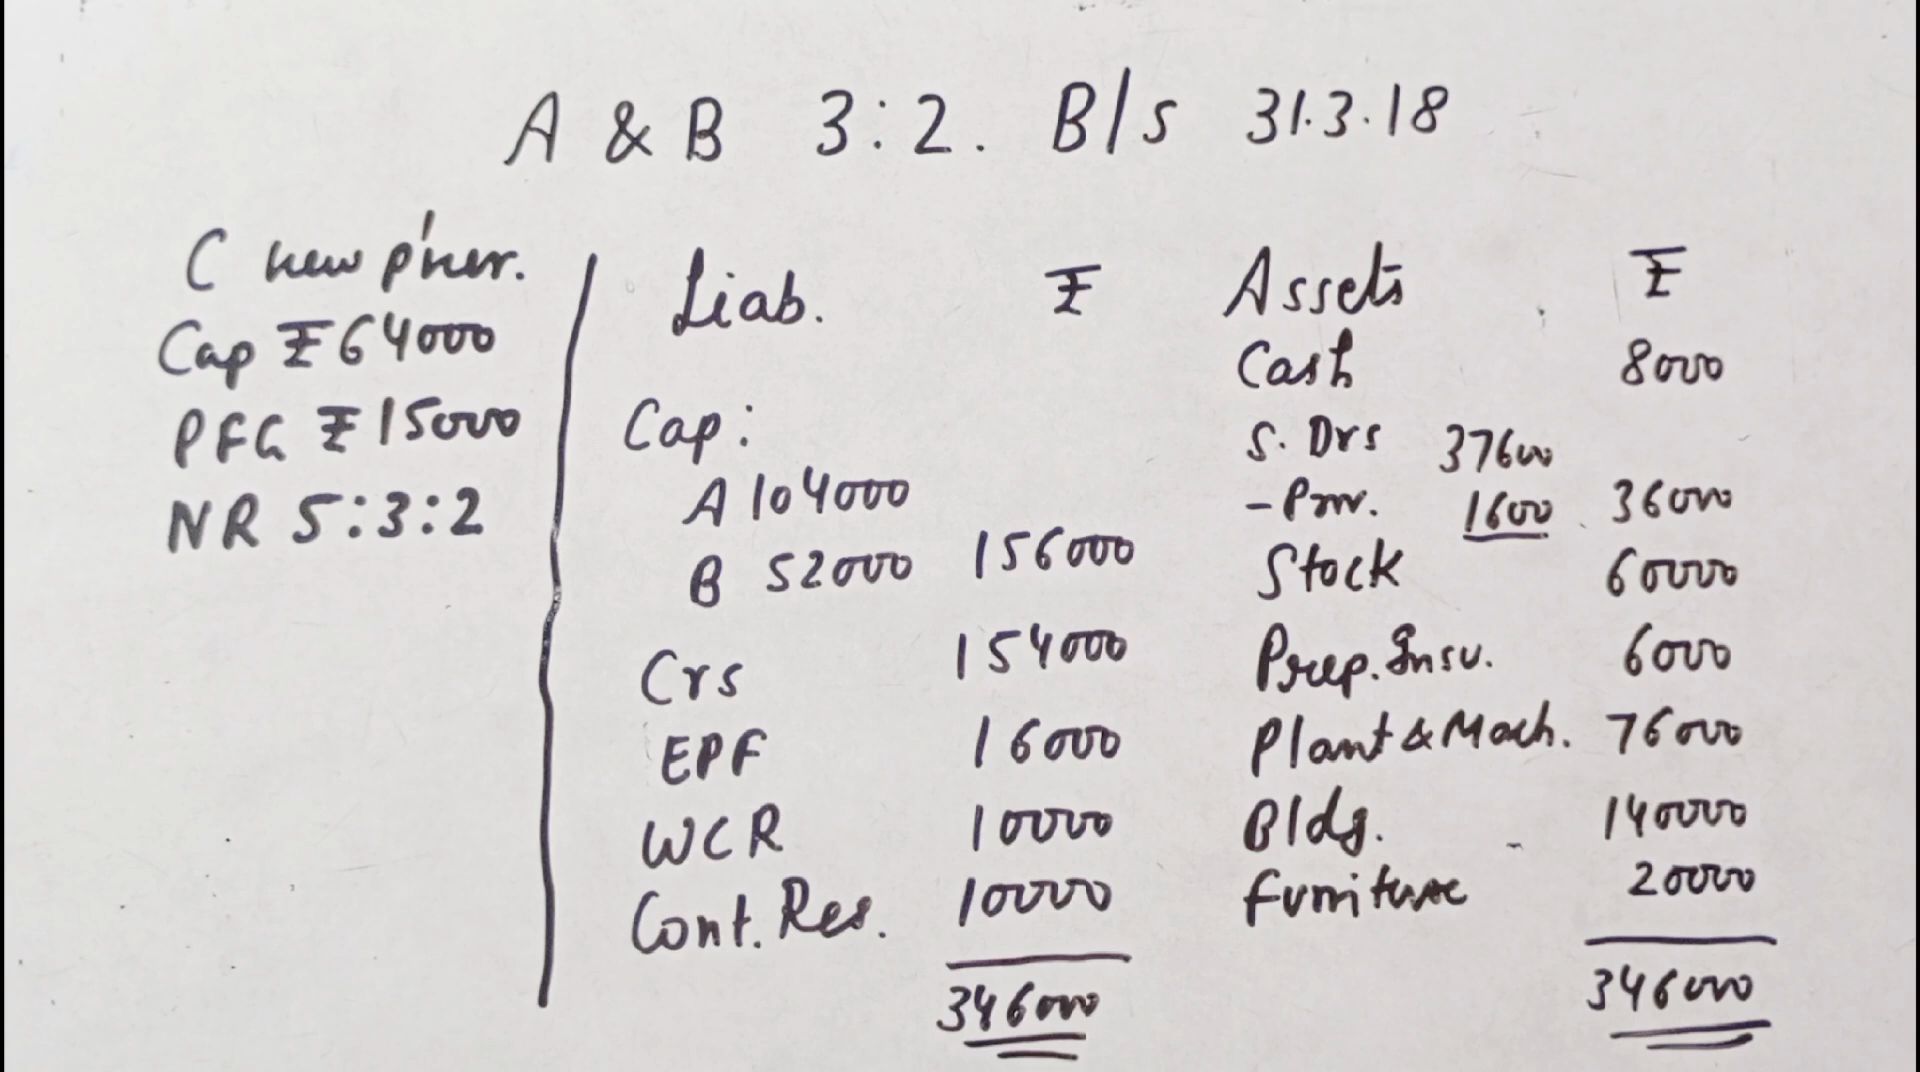 A & B 3:2. B/s 31.3.18
C new p'ner.
Cap ₹ 64000
PFG ₹ 15000
NR 5:3:2
Liab. ₹ Assets ₹
Cash 8000
Cap: S. Drs 37600
A 104000 - Prov. 1600 36000
B 52000 156000 Stock 60000
Crs 154000 Prep. Insu. 6000
EPF 16000 Plant & Mach. 76000
WCR 10000 Bldg. 140000
Cont. Res. 10000 Furniture 20000
346000 346000